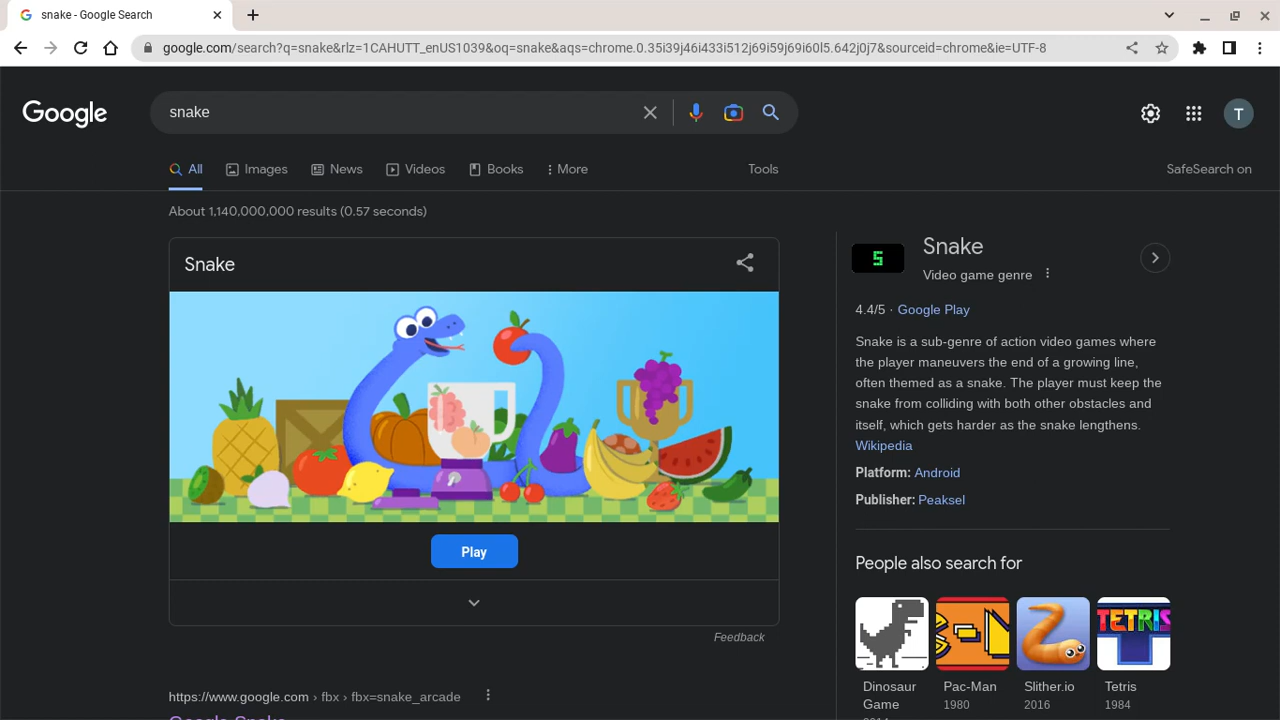 snake - Google Search
google.com/search?q=snake&rlz=1CAHUTT_enUS1039&oq=snake&aqs=chrome.0.35i39j46i433i512j69i59j69i60l5.642j0j7&sourceid=chrome&ie=UTF-8
Google
snake
T
All
Images
News
Videos
Books
More
Tools
SafeSearch on
About 1,140,000,000 results (0.57 seconds)
Snake
Play
Feedback
https://www.google.com › fbx › fbx=snake_arcade
Google Snake
S
Snake
Video game genre
4.4/5 · Google Play
Snake is a sub-genre of action video games where
the player maneuvers the end of a growing line,
often themed as a snake. The player must keep the
snake from colliding with both other obstacles and
itself, which gets harder as the snake lengthens.
Wikipedia
Platform: Android
Publisher: Peaksel
People also search for
TETRIS
Dinosaur
Game
2014
Pac-Man
1980
Slither.io
2016
Tetris
1984